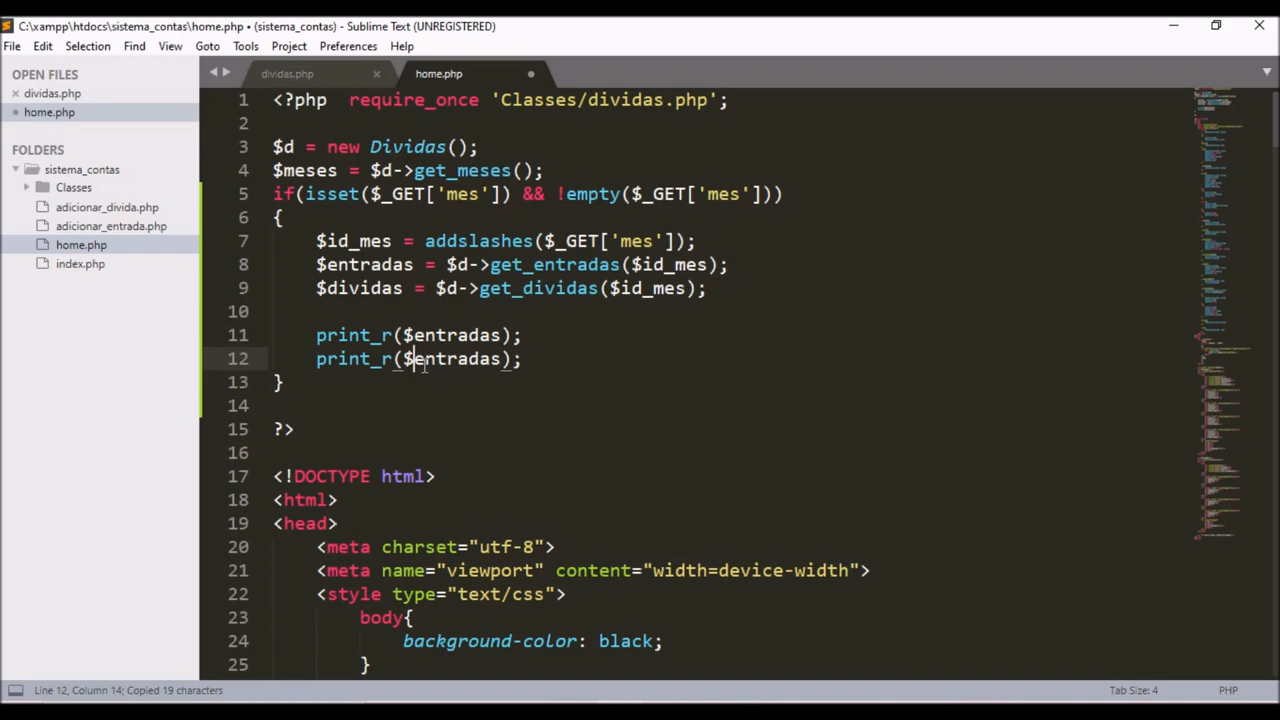 C:\xampp\htdocs\sistema_contas\home.php • (sistema_contas) - Sublime Text (UNREGISTERED)
File Edit Selection Find View Goto Tools Project Preferences Help
OPEN FILES
dividas.php
home.php
FOLDERS
sistema_contas
Classes
adicionar_divida.php
adicionar_entrada.php
home.php
index.php
dividas.php × home.php
1 <?php  require_once 'Classes/dividas.php';
2
3 $d = new Dividas();
4 $meses = $d->get_meses();
5 if(isset($_GET['mes']) && !empty($_GET['mes']))
6 {
7     $id_mes = addslashes($_GET['mes']);
8     $entradas = $d->get_entradas($id_mes);
9     $dividas = $d->get_dividas($id_mes);
10
11     print_r($entradas);
12     print_r($entradas);
13 }
14
15 ?>
16
17 <!DOCTYPE html>
18 <html>
19 <head>
20     <meta charset="utf-8">
21     <meta name="viewport" content="width=device-width">
22     <style type="text/css">
23         body{
24             background-color: black;
25         }
Line 12, Column 14; Copied 19 characters
Tab Size: 4 PHP